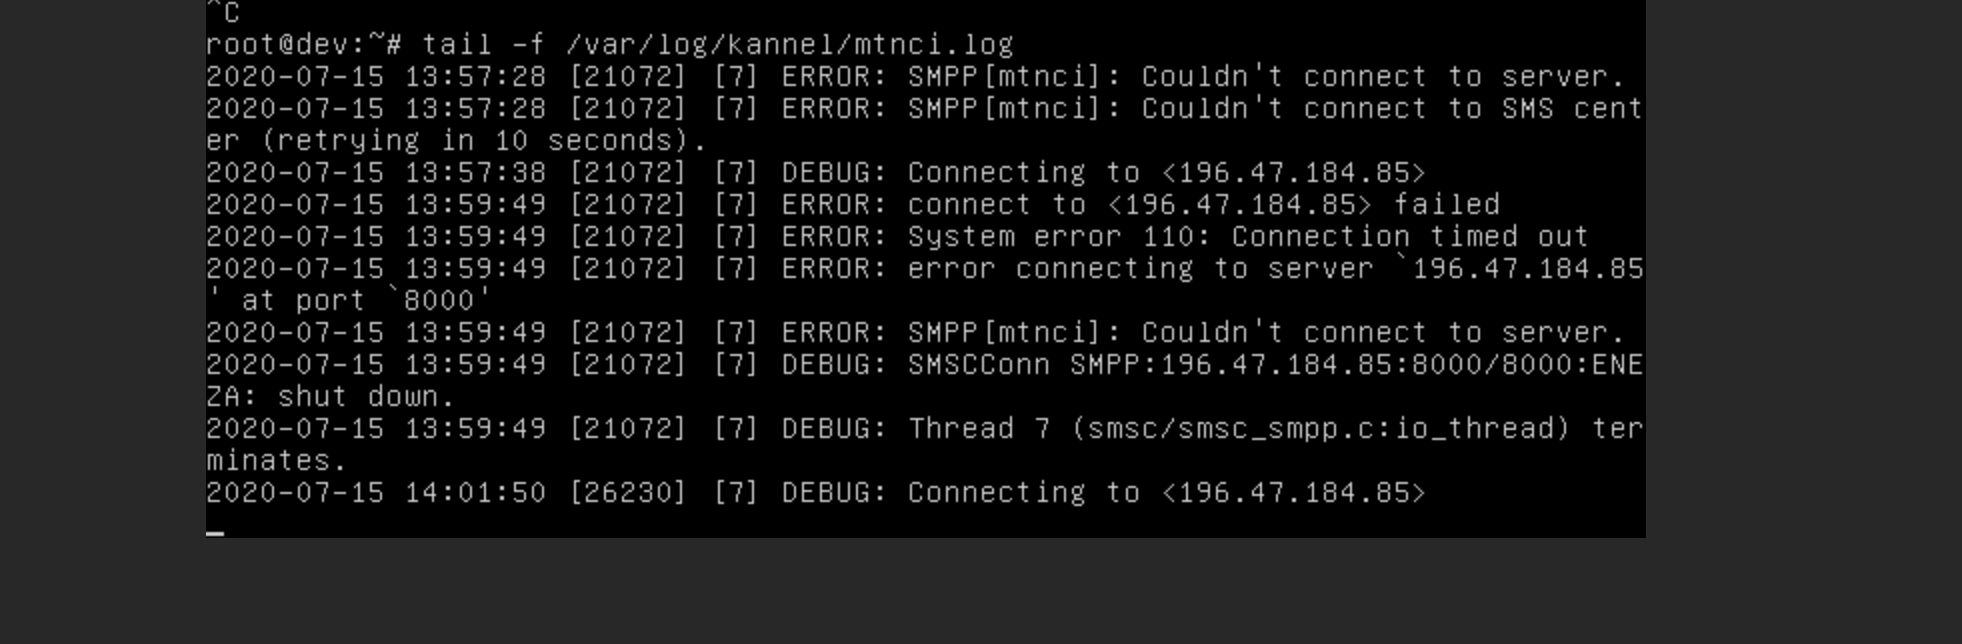 ^C
root@dev:~# tail -f /var/log/kannel/mtnci.log
2020-07-15 13:57:28 [21072] [7] ERROR: SMPP[mtnci]: Couldn't connect to server.
2020-07-15 13:57:28 [21072] [7] ERROR: SMPP[mtnci]: Couldn't connect to SMS cent
er (retrying in 10 seconds).
2020-07-15 13:57:38 [21072] [7] DEBUG: Connecting to <196.47.184.85>
2020-07-15 13:59:49 [21072] [7] ERROR: connect to <196.47.184.85> failed
2020-07-15 13:59:49 [21072] [7] ERROR: System error 110: Connection timed out
2020-07-15 13:59:49 [21072] [7] ERROR: error connecting to server `196.47.184.85
' at port `8000'
2020-07-15 13:59:49 [21072] [7] ERROR: SMPP[mtnci]: Couldn't connect to server.
2020-07-15 13:59:49 [21072] [7] DEBUG: SMSCConn SMPP:196.47.184.85:8000/8000:ENE
ZA: shut down.
2020-07-15 13:59:49 [21072] [7] DEBUG: Thread 7 (smsc/smsc_smpp.c:io_thread) ter
minates.
2020-07-15 14:01:50 [26230] [7] DEBUG: Connecting to <196.47.184.85>